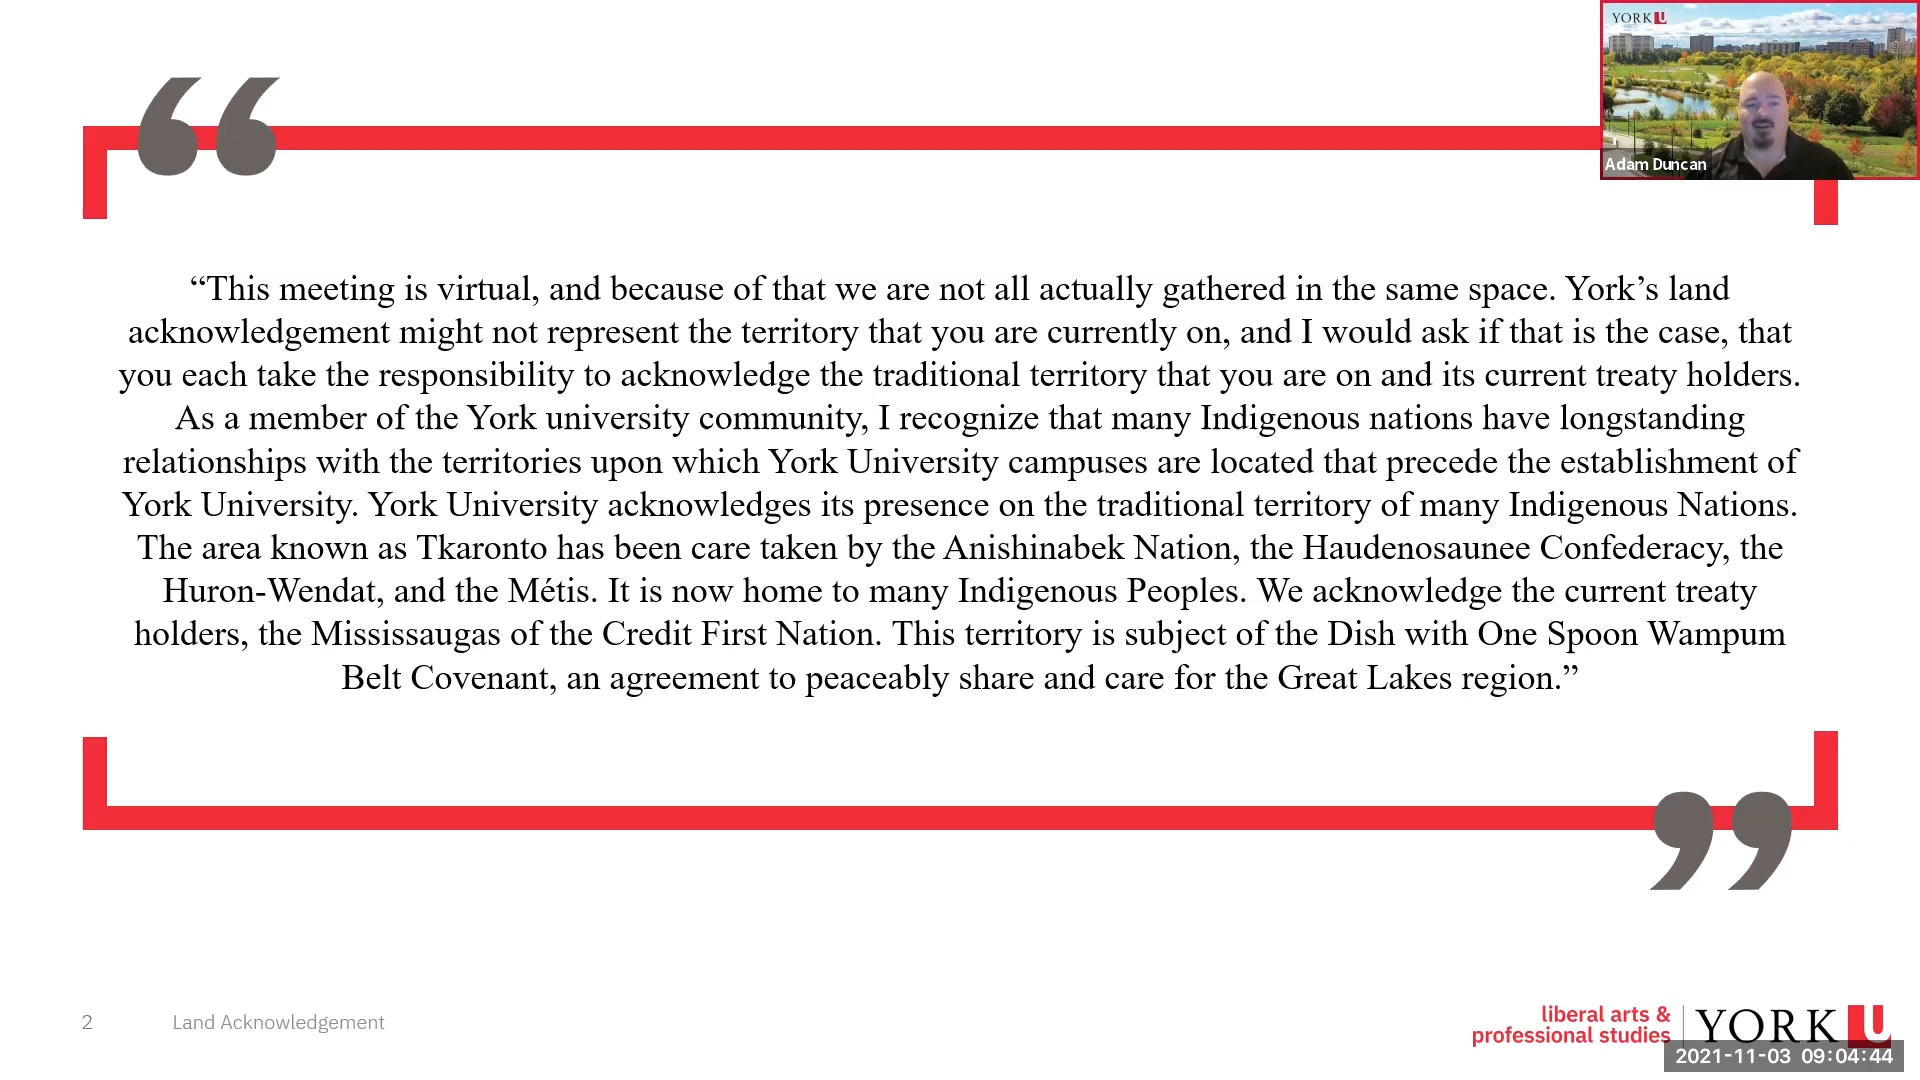 YORK U
Adam Duncan
“This meeting is virtual, and because of that we are not all actually gathered in the same space. York’s land
acknowledgement might not represent the territory that you are currently on, and I would ask if that is the case, that
you each take the responsibility to acknowledge the traditional territory that you are on and its current treaty holders.
As a member of the York university community, I recognize that many Indigenous nations have longstanding
relationships with the territories upon which York University campuses are located that precede the establishment of
York University. York University acknowledges its presence on the traditional territory of many Indigenous Nations.
The area known as Tkaronto has been care taken by the Anishinabek Nation, the Haudenosaunee Confederacy, the
Huron-Wendat, and the Métis. It is now home to many Indigenous Peoples. We acknowledge the current treaty
holders, the Mississaugas of the Credit First Nation. This territory is subject of the Dish with One Spoon Wampum
Belt Covenant, an agreement to peaceably share and care for the Great Lakes region.”
2 Land Acknowledgement
liberal arts &
professional studies
YORK U
2021-11-03 09:04:44